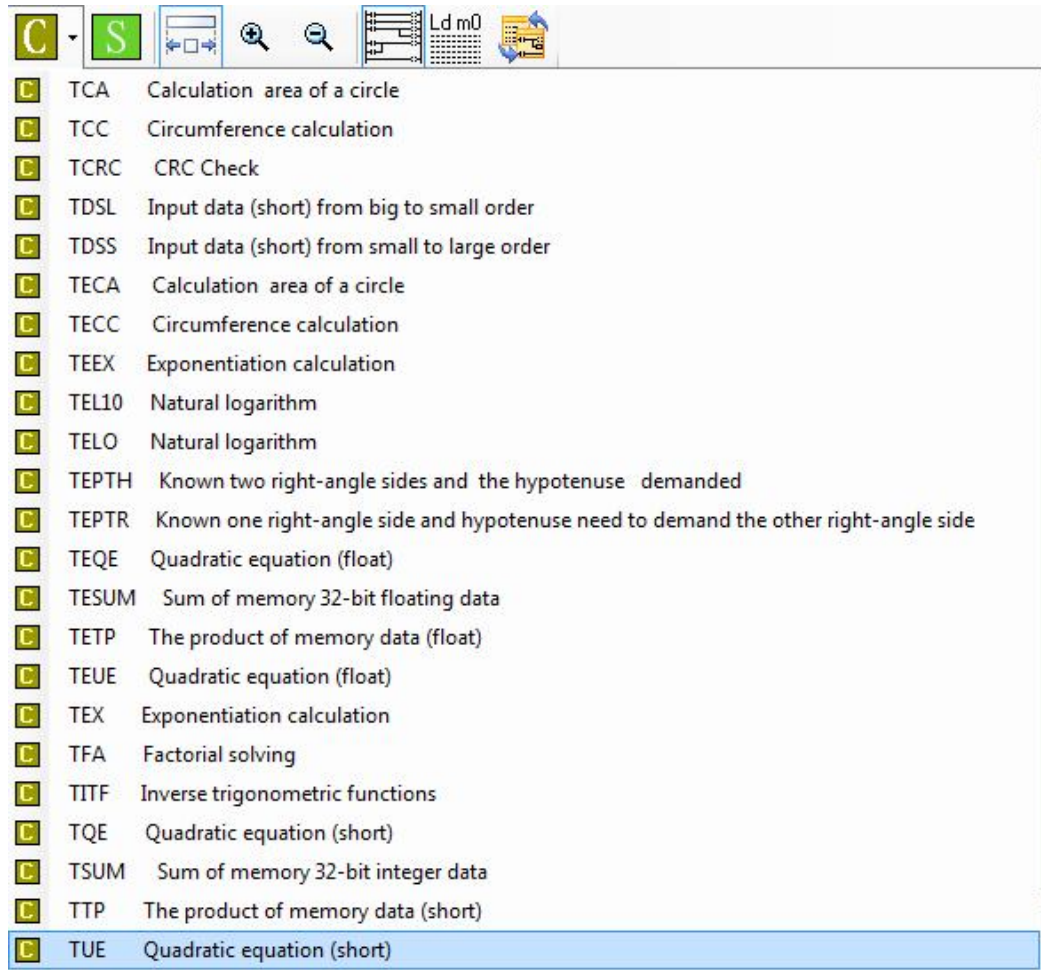 C S Ld m0
C TCA Calculation area of a circle
C TCC Circumference calculation
C TCRC CRC Check
C TDSL Input data (short) from big to small order
C TDSS Input data (short) from small to large order
C TECA Calculation area of a circle
C TECC Circumference calculation
C TEEX Exponentiation calculation
C TEL10 Natural logarithm
C TELO Natural logarithm
C TEPTH Known two right-angle sides and the hypotenuse demanded
C TEPTR Known one right-angle side and hypotenuse need to demand the other right-angle side
C TEQE Quadratic equation (float)
C TESUM Sum of memory 32-bit floating data
C TETP The product of memory data (float)
C TEUE Quadratic equation (float)
C TEX Exponentiation calculation
C TFA Factorial solving
C TITF Inverse trigonometric functions
C TQE Quadratic equation (short)
C TSUM Sum of memory 32-bit integer data
C TTP The product of memory data (short)
C TUE Quadratic equation (short)